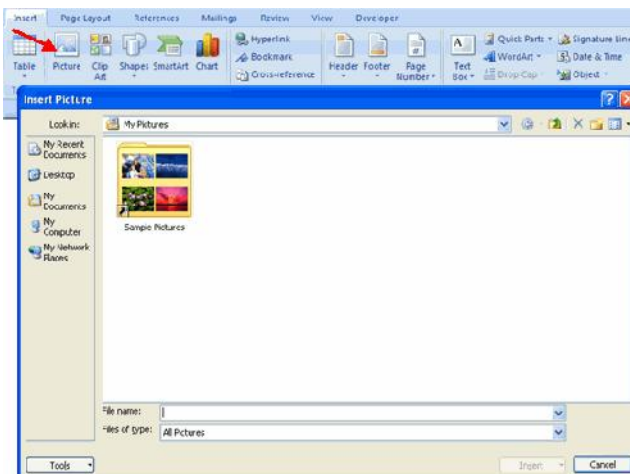 Insert Page Layout References Mailings Review View Developer
Table Picture Clip Art Shapes SmartArt Chart
Hyperlink
Bookmark
Cross-reference
Header Footer Page Number
Text Box
Quick Parts
WordArt
Drop Cap
Signature Line
Date & Time
Object
Insert Picture
Look in: My Pictures
My Recent Documents
Desktop
My Documents
My Computer
My Network Places
Sample Pictures
File name:
Files of type: All Pictures
Tools Insert Cancel